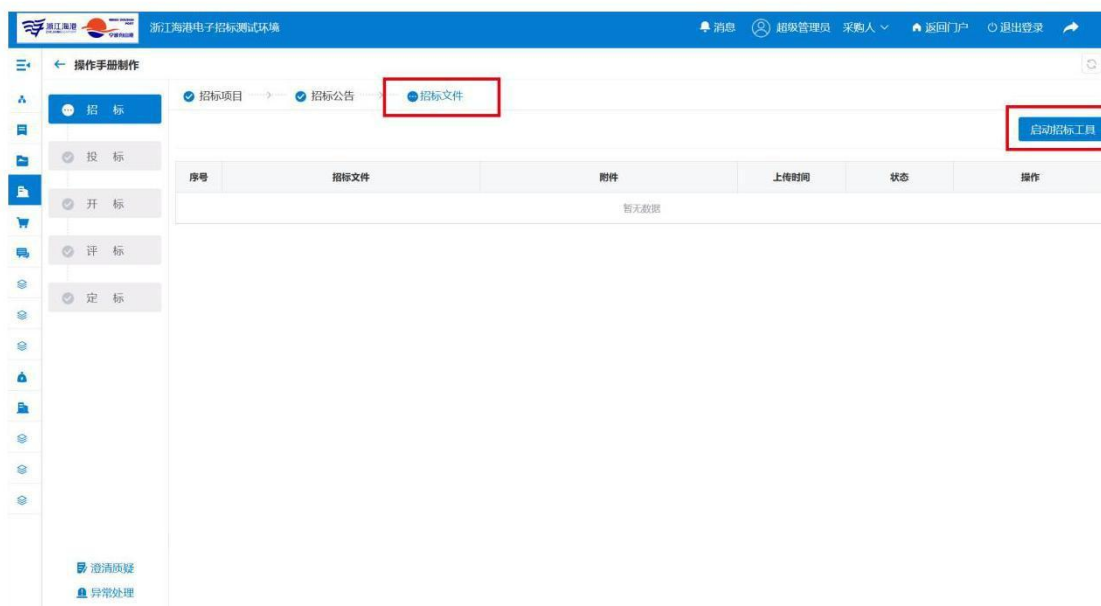 浙江海港
浙江海港电子招标测试环境
消息
超级管理员
采购人
返回门户
退出登录
操作手册制作
招标项目
招标公告
招标文件
招 标
启动招标工具
投 标
序号 招标文件 附件 上传时间 状态 操作
开 标
暂无数据
评 标
定 标
澄清质疑
异常处理